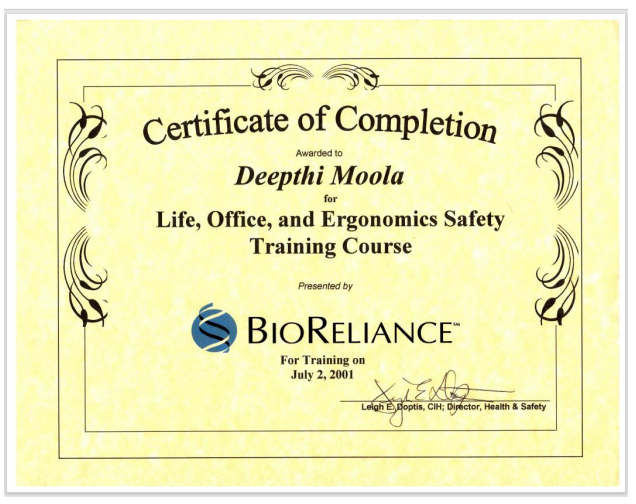 Certificate of Completion
Awarded to
Deepthi Moola
for
Life, Office, and Ergonomics Safety
Training Course
Presented by
BIORELIANCE℠
For Training on
July 2, 2001
Leigh E. Doptis, CIH; Director, Health & Safety